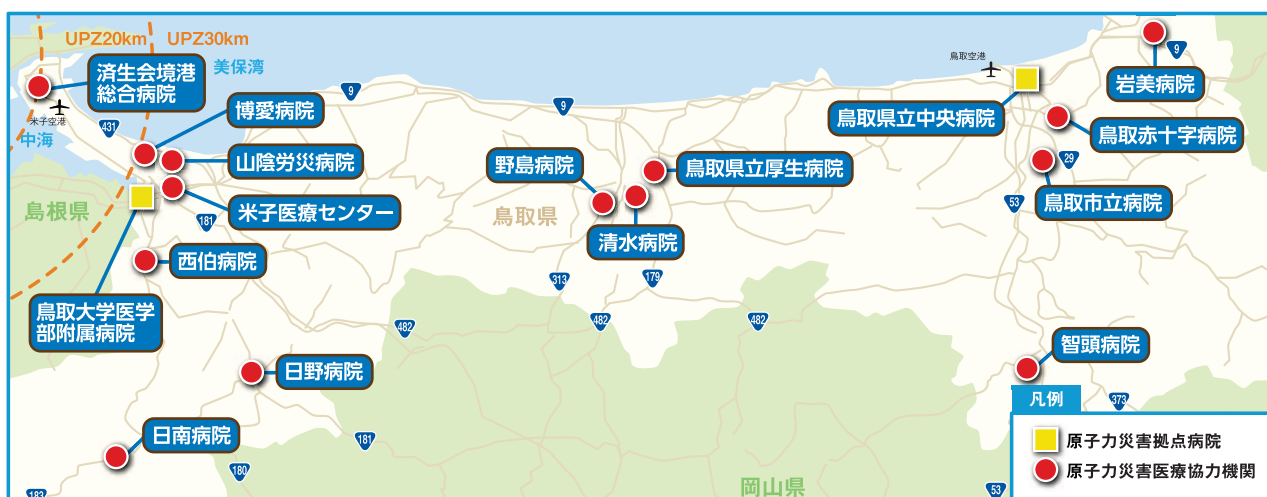 UPZ20km
UPZ30km
済生会境港
総合病院
美保湾
米子空港
中海
431
9
博愛病院
山陰労災病院
米子医療センター
島根県
181
西伯病院
鳥取大学医学
部附属病院
日野病院
日南病院
183
180
181
482
9
野島病院
鳥取県立厚生病院
清水病院
鳥取県
313
179
482
482
岡山県
鳥取空港
鳥取県立中央病院
9
岩美病院
鳥取赤十字病院
29
鳥取市立病院
53
智頭病院
373
53
凡例
原子力災害拠点病院
原子力災害医療協力機関